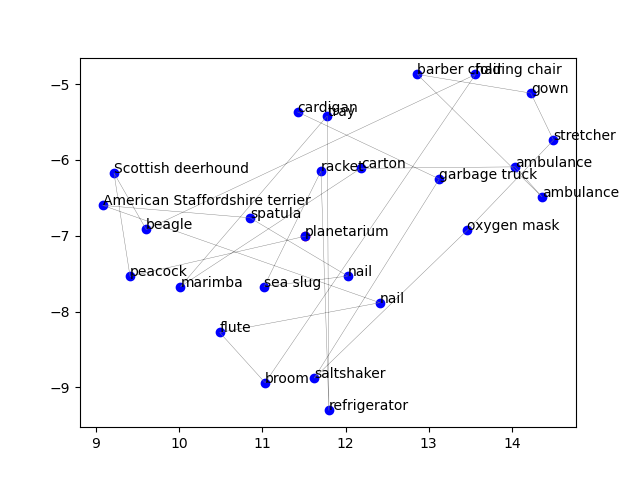 barber chair
folding chair
−5
gown
cardigan
tray
stretcher
−6
Scottish deerhound
racket
carton
ambulance
garbage truck
American Staffordshire terrier
ambulance
beagle
spatula
−7
planetarium
oxygen mask
peacock
marimba
sea slug
nail
nail
−8
flute
−9
broom
saltshaker
refrigerator
9
10
11
12
13
14